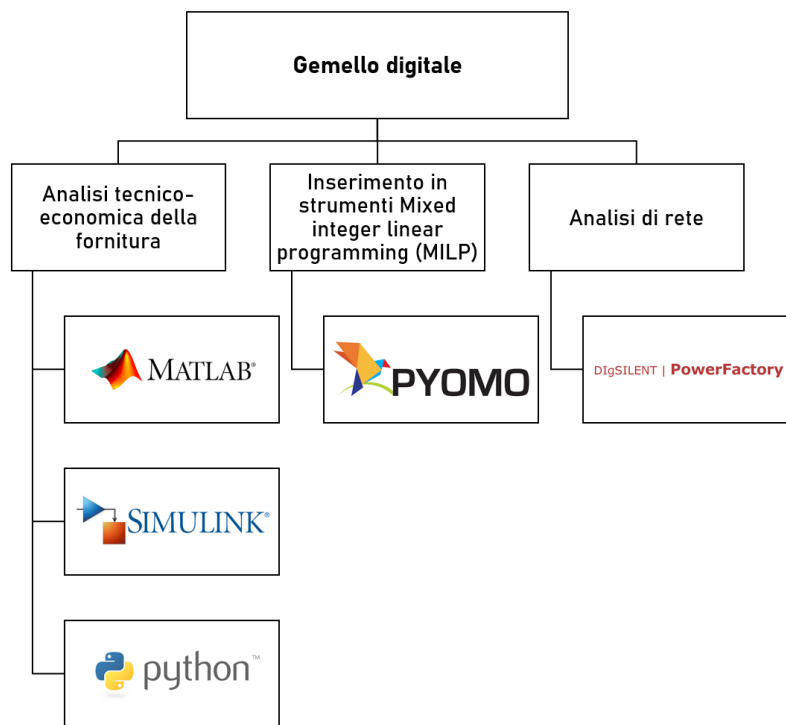 Gemello digitale
Analisi tecnico-
economica della
fornitura
Inserimento in
strumenti Mixed
integer linear
programming (MILP)
Analisi di rete
MATLAB®
PYOMO
DIgSILENT | PowerFactory
SIMULINK®
python™